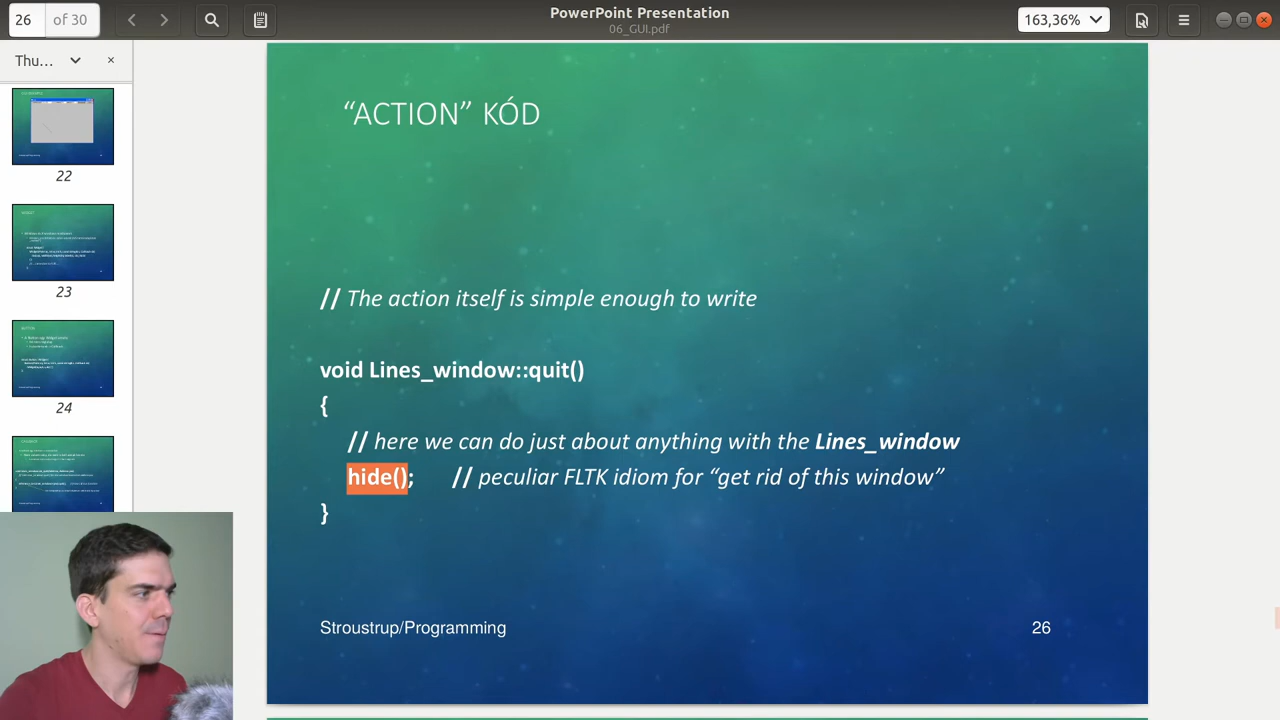 26
of 30
PowerPoint Presentation
06_GUI.pdf
163,36%
Thu…
22
23
24
“ACTION” KÓD
// The action itself is simple enough to write
void Lines_window::quit()
{
// here we can do just about anything with the Lines_window
hide(); // peculiar FLTK idiom for “get rid of this window”
}
Stroustrup/Programming
26